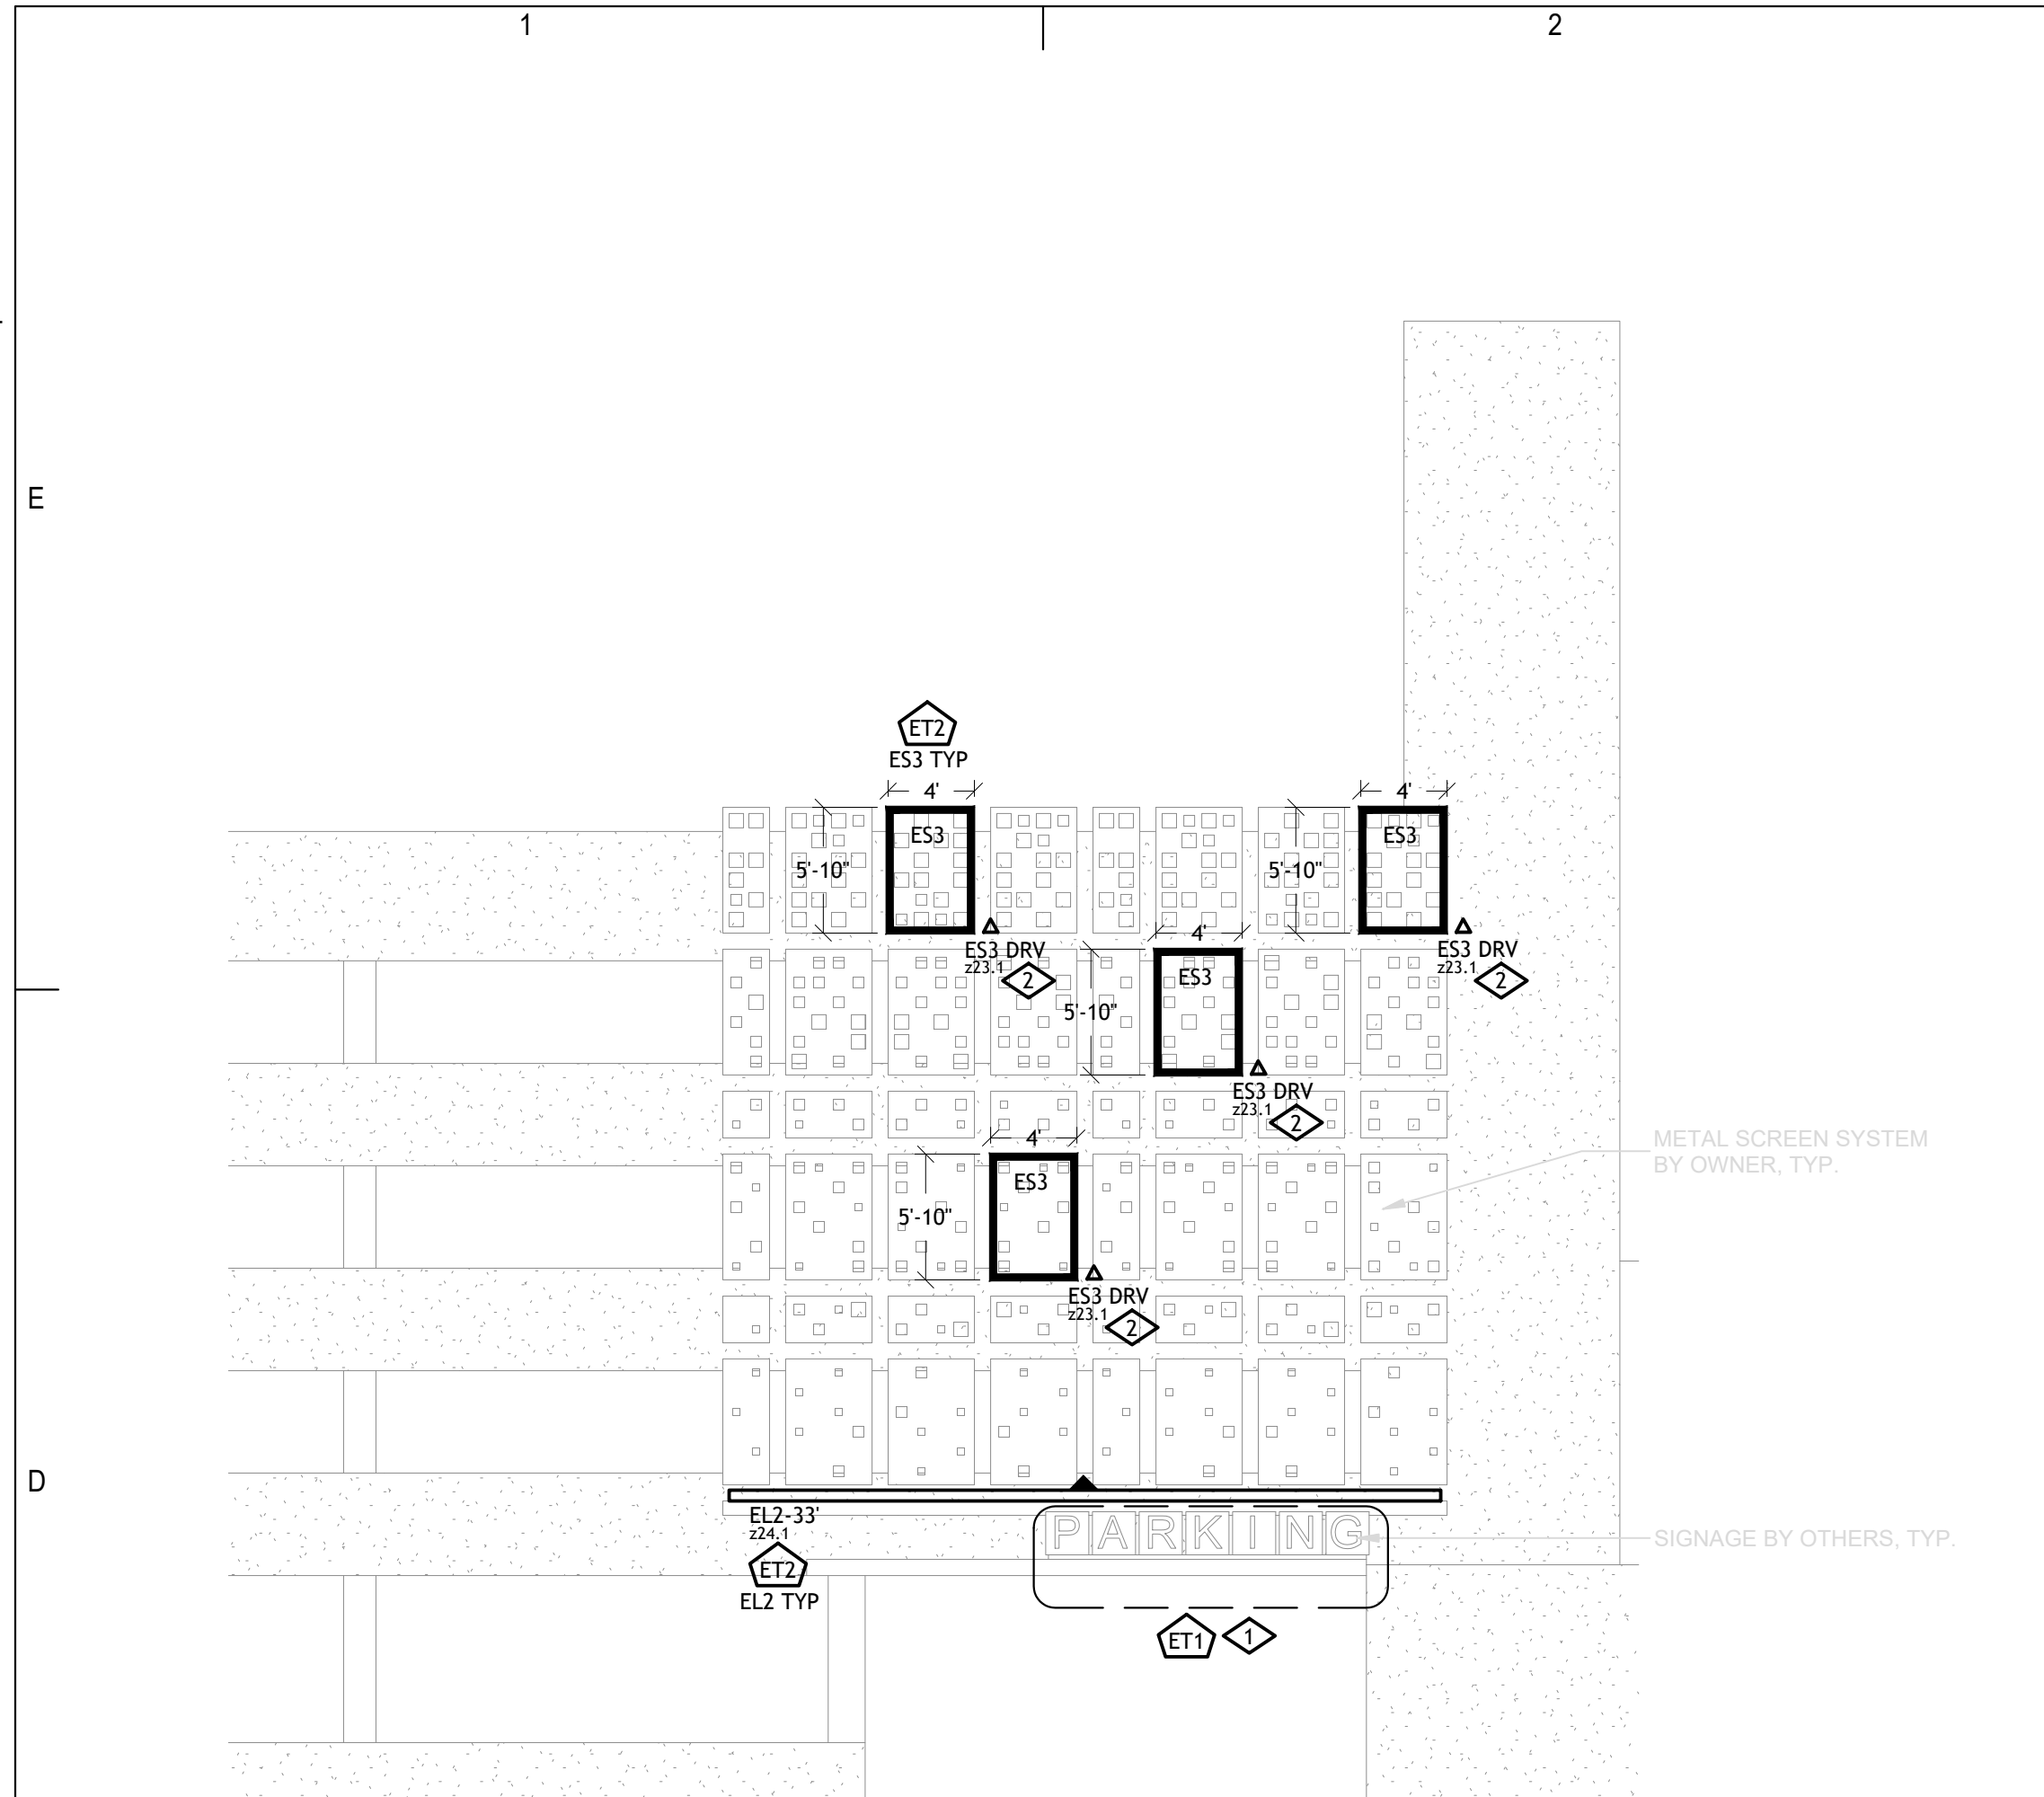 1
2
E
ET2
ES3 TYP
4'
4'
ES3
ES3
5'-10"
5'-10"
4'
ES3 DRV
z23.1
2
ES3 DRV
z23.1
2
ES3
5'-10"
ES3 DRV
z23.1
2
METAL SCREEN SYSTEM
BY OWNER, TYP.
4'
ES3
5'-10"
ES3 DRV
z23.1
2
D
EL2-33'
z24.1
ET2
EL2 TYP
PARKING
SIGNAGE BY OTHERS, TYP.
ET1
1